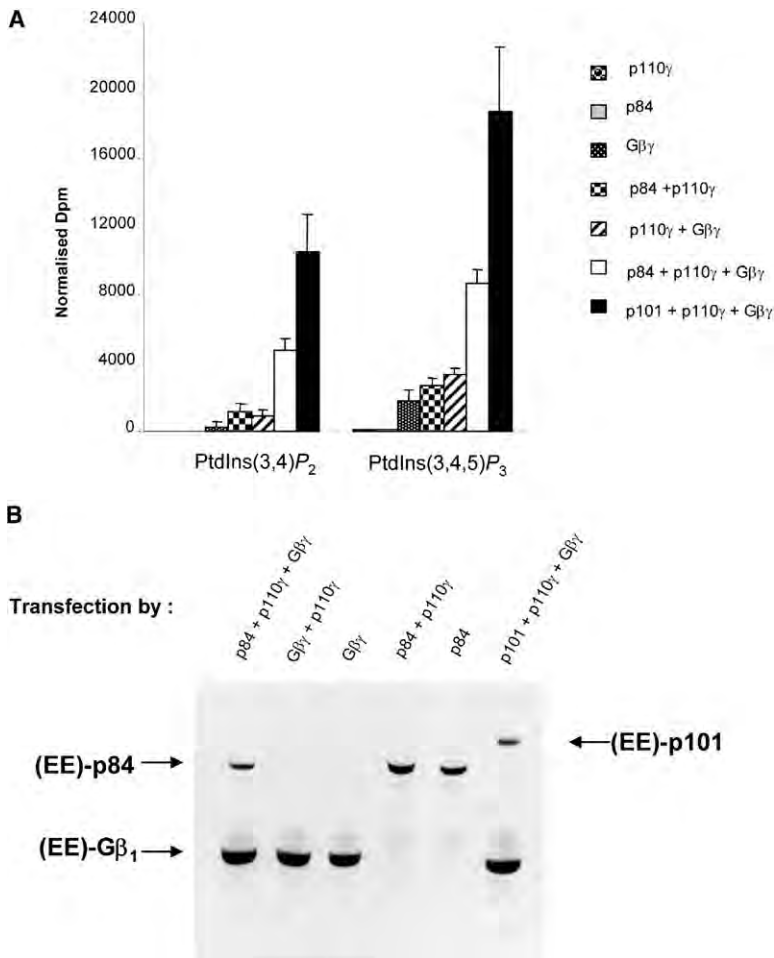 A
24000
20000
16000
12000
8000
4000
0
Normalised Dpm
PtdIns(3,4)P2
PtdIns(3,4,5)P3
p110γ
p84
Gβγ
p84 +p110γ
p110γ + Gβγ
p84 + p110γ + Gβγ
p101 + p110γ + Gβγ
B
Transfection by :
p84 + p110γ + Gβγ
Gβγ + p110γ
Gβγ
p84 + p110γ
p84
p101 + p110γ + Gβγ
(EE)-p84
(EE)-p101
(EE)-Gβ1